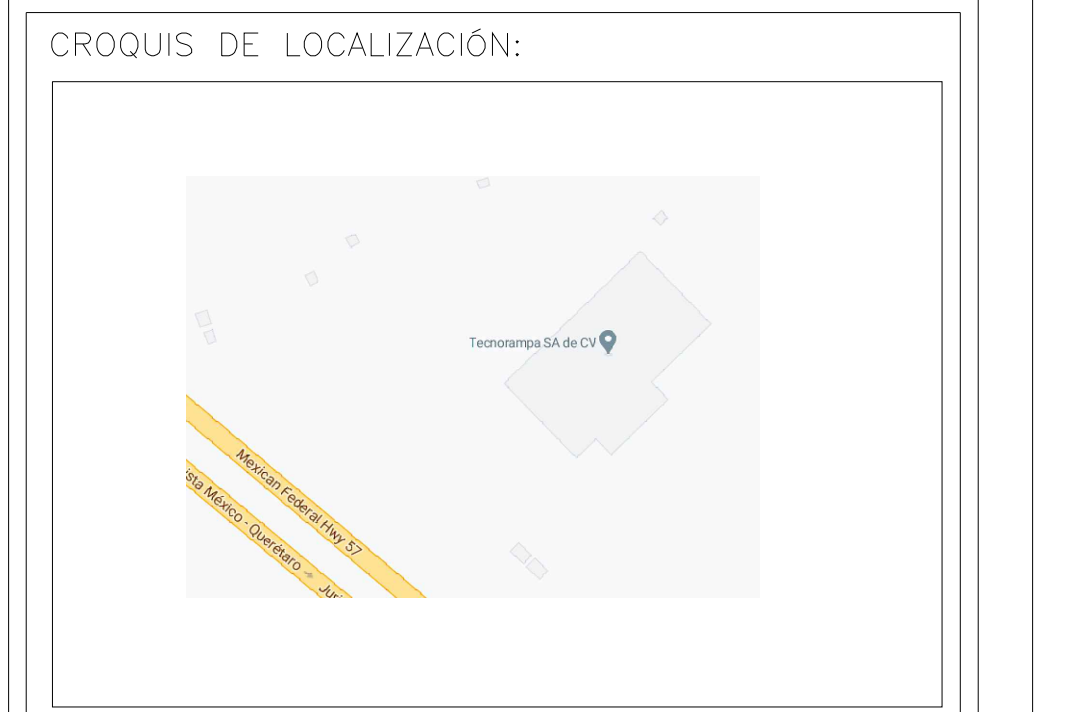 CROQUIS DE LOCALIZACIÓN:
Tecnorampa SA de CV
Mexican Federal Hwy 57
ista México - Querétaro